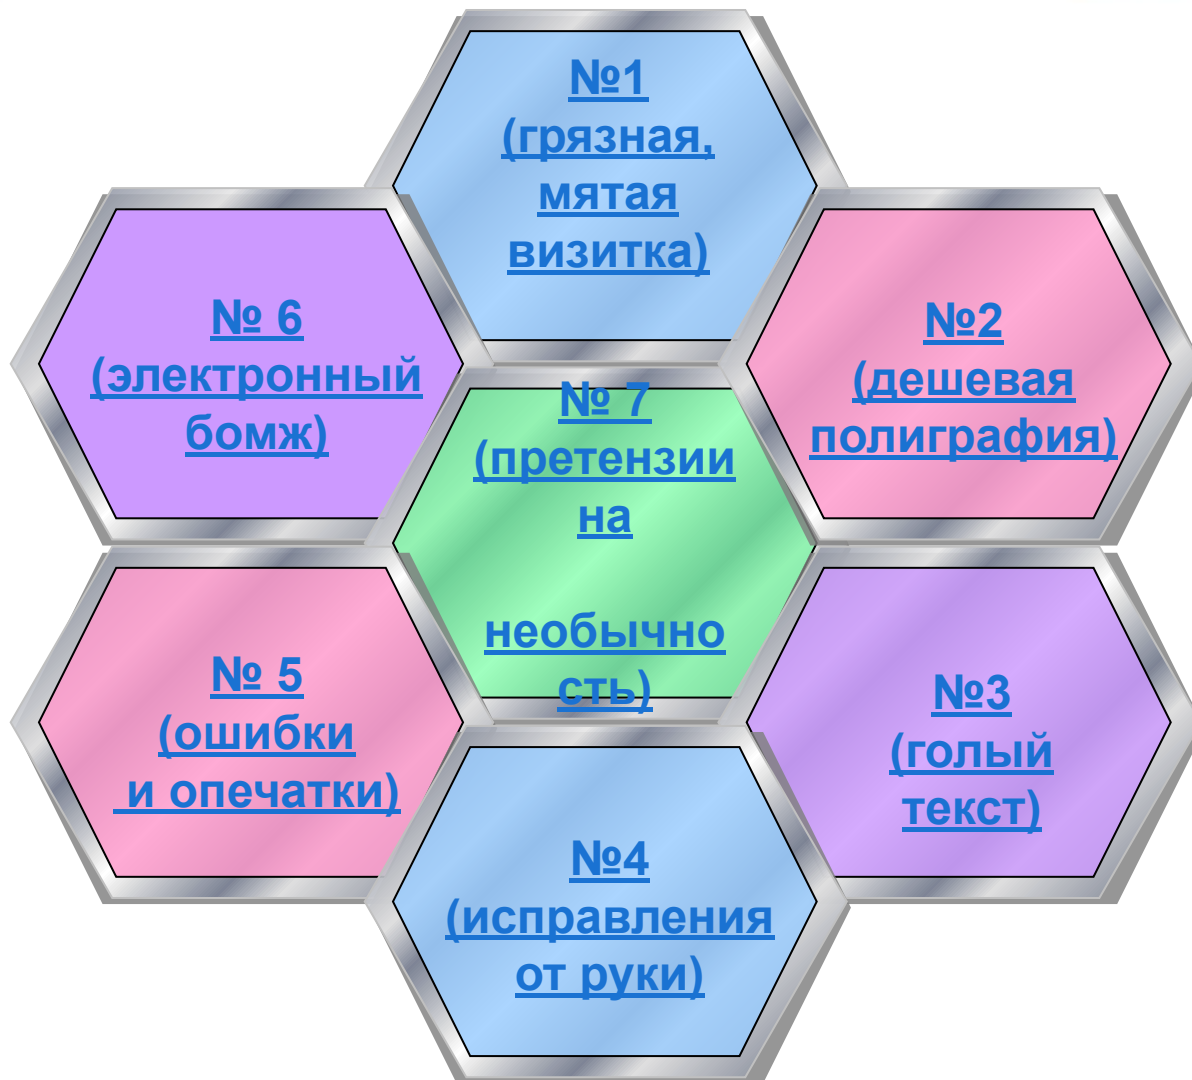 №1
(грязная,
мятая
визитка)
№2
(дешевая
полиграфия)
№3
(голый
текст)
№4
(исправления
от руки)
№ 5
(ошибки
и опечатки)
№ 6
(электронный
бомж)
№ 7
(претензии
на
необычно
сть)